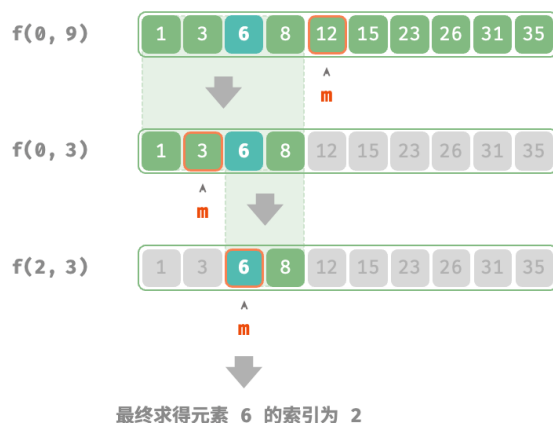 f(0, 9) 1 3 6 8 12 15 23 26 31 35
m
f(0, 3) 1 3 6 8 12 15 23 26 31 35
m
f(2, 3) 1 3 6 8 12 15 23 26 31 35
m
最终求得元素 6 的索引为 2